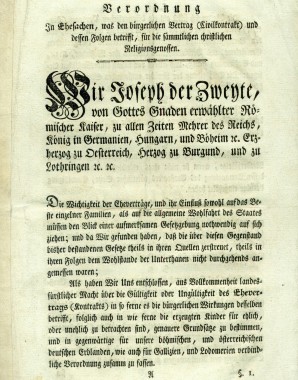 Verordnung
In Ehesachen, was den bürgerlichen Vertrag (Civilkontrakt) und
dessen Folgen betrifft, für die sämmtlichen christlichen
Religionsgenossen.
Wir Joseph der Zweyte,
von Gottes Gnaden erwählter Rö-
mischer Kaiser, zu allen Zeiten Mehrer des Reichs,
König in Germanien, Hungarn, und Böheim ꝛc. Erz-
herzog zu Oesterreich, Herzog zu Burgund, und zu
Lothringen ꝛc. ꝛc.
Die Wichtigkeit der Eheverträge, und ihr Einfluß sowohl auf das Be-
ste einzelner Familien, als auf die allgemeine Wohlfahrt des Staates
müssen den Blick einer aufmerksamen Gesetzgebung nothwendig auf sich
ziehen; und da Wir gefunden haben, daß die über diesen Gegenstand
bisher bestandenen Gesetze theils in ihren Quellen zerstreuet, theils in
ihren Folgen dem Wohlstande der Unterthanen nicht durchgehends an-
gemessen waren;
Als haben Wir Uns entschlossen, aus Vollkommenheit landes-
fürstlicher Macht über die Gültigkeit oder Ungültigkeit des Ehever-
trags (Kontrakts) in so ferne es die bürgerlichen Wirkungen desselben
betrifft, folglich auch in wie ferne die erzeugten Kinder für ehlich,
oder unehlich zu betrachten sind, genauere Grundsätze zu bestimmen,
und in gegenwärtiger für unsere böhmischen, und österreichischen
deutschen Erblanden, wie auch für Gallizien, und Lodomerien verbind-
liche Verordnung zusamm zu fassen.
A §. 1.